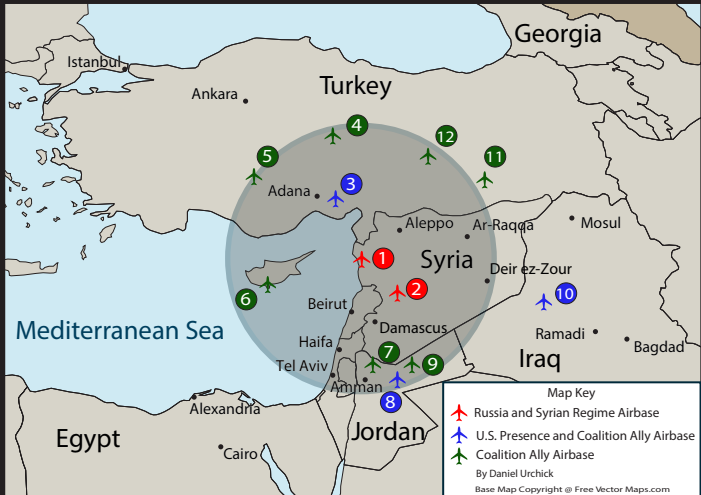 Georgia
Istanbul
Turkey
Ankara
4
12
5
11
3
Adana
Aleppo
Mosul
Ar-Raqqa
1
Syria
Deir ez-Zour
2
10
6
Beirut
Mediterranean Sea
Damascus
Ramadi
Haifa
Bagdad
7
9
Iraq
Tel Aviv
Amman
8
Alexandria
Jordan
Egypt
Cairo
Map Key
Russia and Syrian Regime Airbase
U.S. Presence and Coalition Ally Airbase
Coalition Ally Airbase
By Daniel Urchick
Base Map Copyright @ Free Vector Maps.com